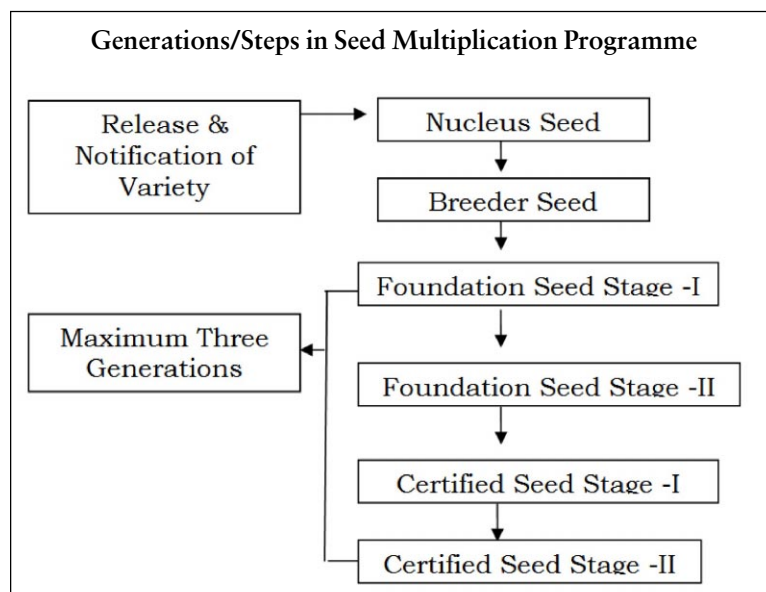 Generations/Steps in Seed Multiplication Programme
Release &
Notification of
Variety
Nucleus Seed
Breeder Seed
Foundation Seed Stage -I
Maximum Three
Generations
Foundation Seed Stage -II
Certified Seed Stage -I
Certified Seed Stage -II